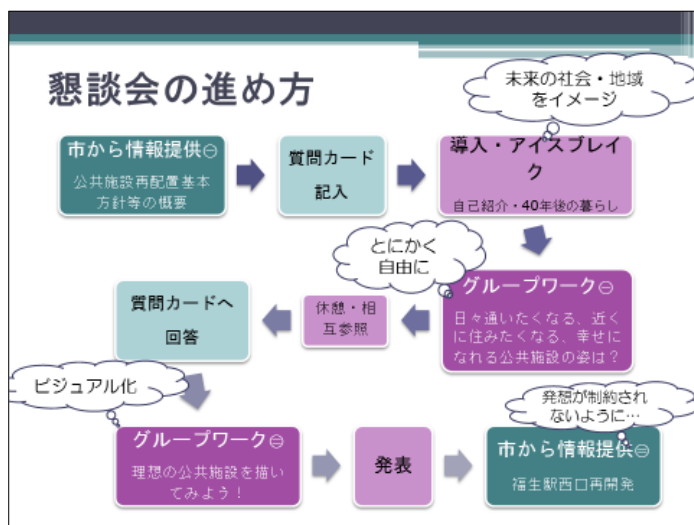 懇談会の進め方
未来の社会・地域
をイメージ
市から情報提供㊀
公共施設再配置基本
方針等の概要
質問カード
記入
導入・アイスブレイ
ク
自己紹介・40年後の暮らし
とにかく
自由に
グループワーク㊀
日々通いたくなる、近く
に住みたくなる、幸せに
なれる公共施設の姿は?
休憩・相
互参照
質問カードへ
回答
ビジュアル化
グループワーク㊁
理想の公共施設を描い
てみよう!
発表
発想が制約され
ないように…
市から情報提供㊁
福生駅西口再開発